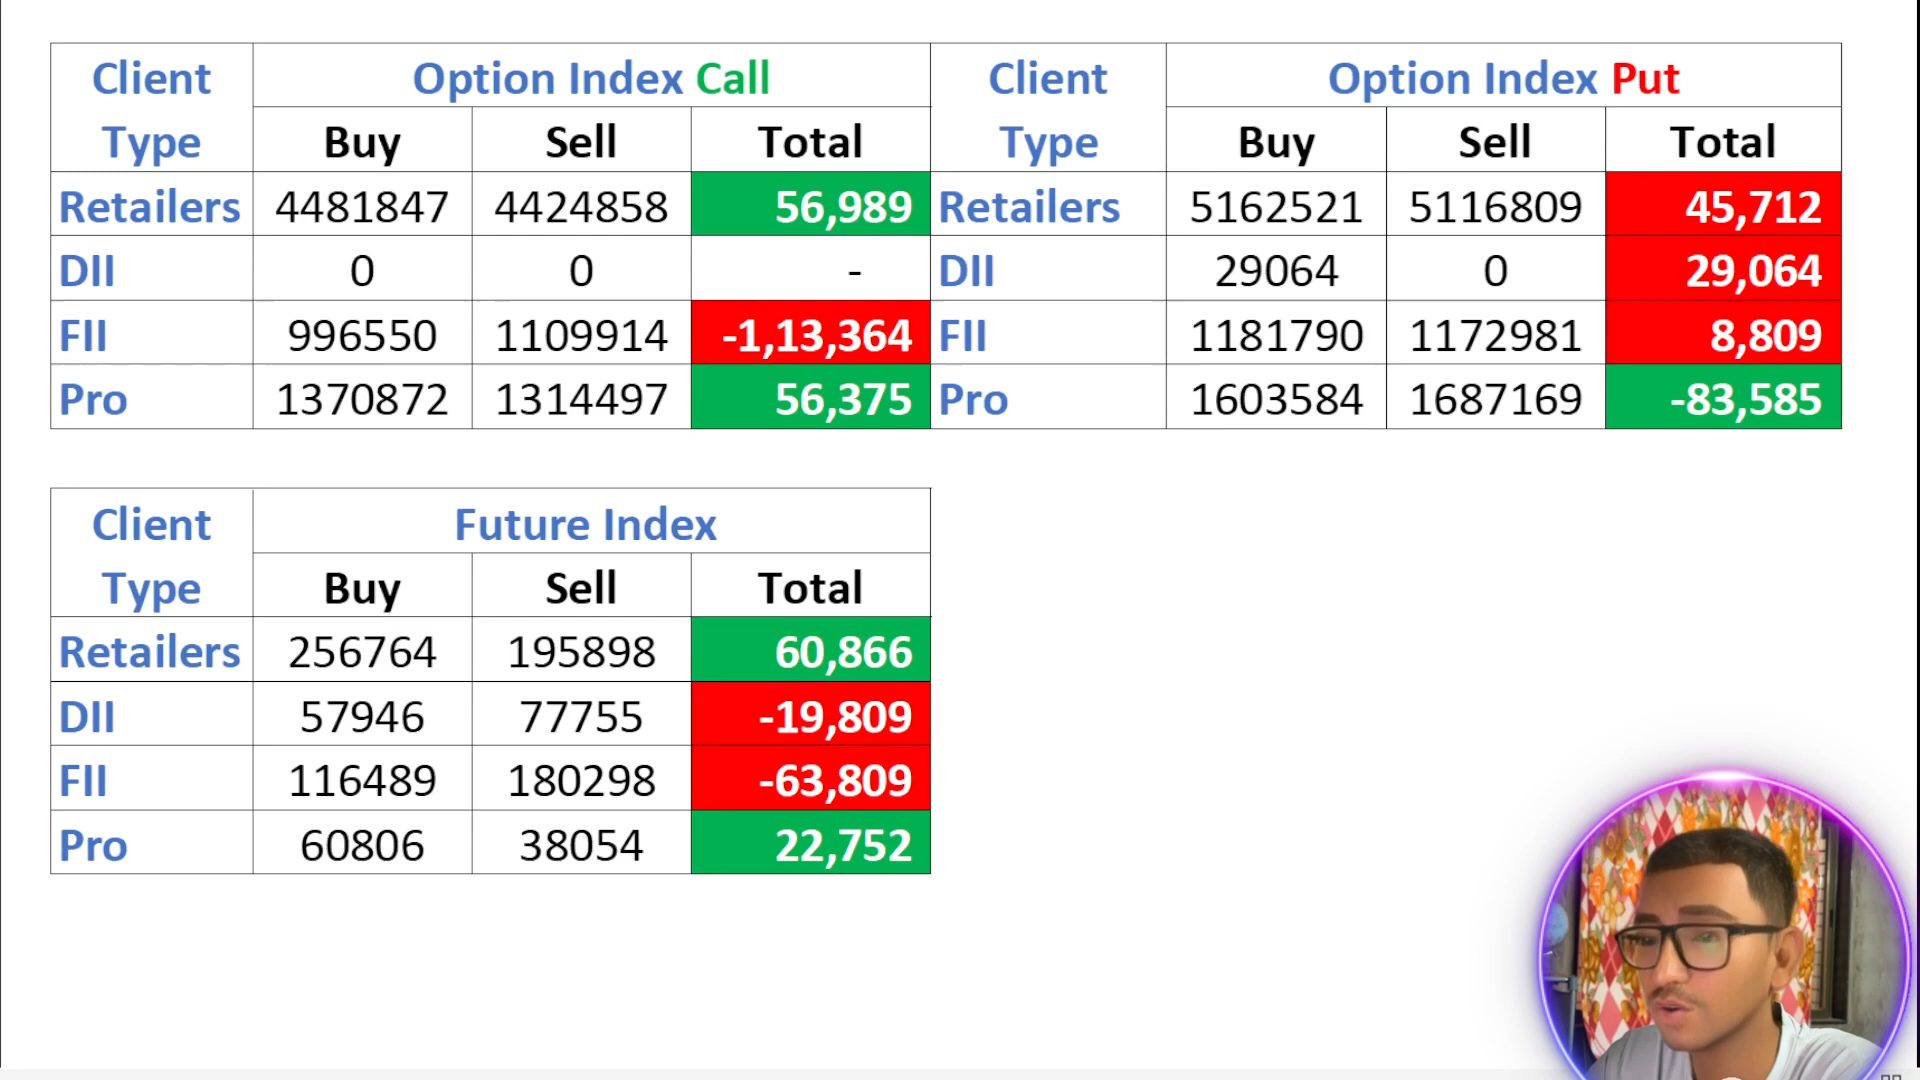 Client Type Option Index Call
Buy Sell Total
Retailers 4481847 4424858 56,989
DII 0 0 -
FII 996550 1109914 -1,13,364
Pro 1370872 1314497 56,375
Client Type Option Index Put
Buy Sell Total
Retailers 5162521 5116809 45,712
DII 29064 0 29,064
FII 1181790 1172981 8,809
Pro 1603584 1687169 -83,585
Client Type Future Index
Buy Sell Total
Retailers 256764 195898 60,866
DII 57946 77755 -19,809
FII 116489 180298 -63,809
Pro 60806 38054 22,752